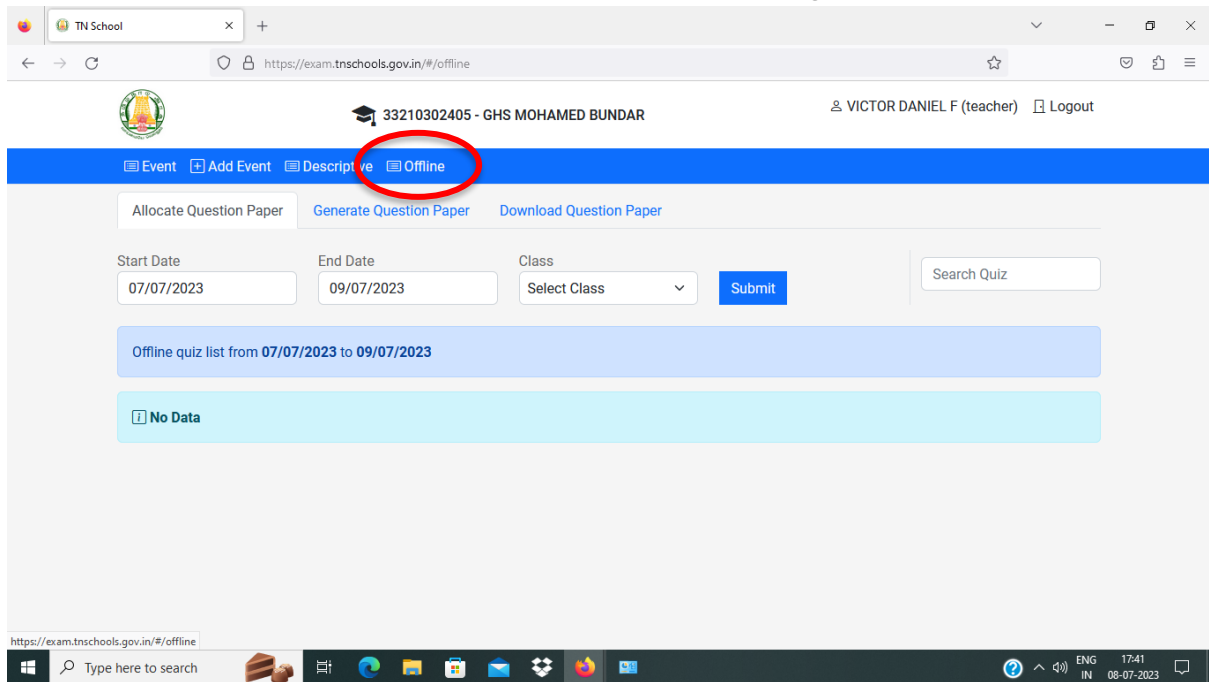 TN School
https://exam.tnschools.gov.in/#/offline
33210302405 - GHS MOHAMED BUNDAR
VICTOR DANIEL F (teacher) Logout
Event Add Event Descriptive Offline
Allocate Question Paper Generate Question Paper Download Question Paper
Start Date End Date Class
07/07/2023 09/07/2023 Select Class Submit Search Quiz
Offline quiz list from 07/07/2023 to 09/07/2023
No Data
https://exam.tnschools.gov.in/#/offline
Type here to search
ENG 17:41
IN 08-07-2023